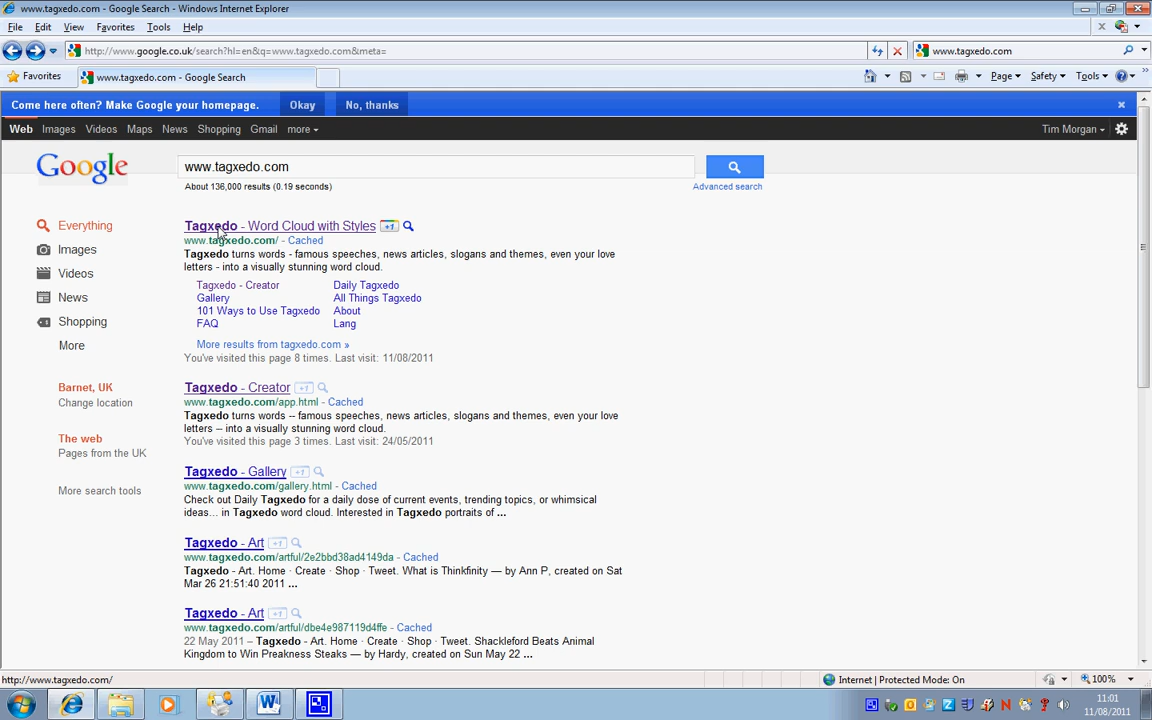 www.tagxedo.com - Google Search - Windows Internet Explorer
File Edit View Favorites Tools Help
http://www.google.co.uk/search?hl=en&q=www.tagxedo.com&meta=
www.tagxedo.com
Favorites www.tagxedo.com - Google Search Page Safety Tools
Come here often? Make Google your homepage. Okay No, thanks
Web Images Videos Maps News Shopping Gmail more Tim Morgan
Google
www.tagxedo.com
About 136,000 results (0.19 seconds)
Advanced search
Everything
Images
Videos
News
Shopping
More
Barnet, UK
Change location
The web
Pages from the UK
More search tools
Tagxedo - Word Cloud with Styles +1
www.tagxedo.com/ - Cached
Tagxedo turns words - famous speeches, news articles, slogans and themes, even your love
letters - into a visually stunning word cloud.
Tagxedo - Creator Daily Tagxedo
Gallery All Things Tagxedo
101 Ways to Use Tagxedo About
FAQ Lang
More results from tagxedo.com »
You've visited this page 8 times. Last visit: 11/08/2011
Tagxedo - Creator +1
www.tagxedo.com/app.html - Cached
Tagxedo turns words -- famous speeches, news articles, slogans and themes, even your love
letters -- into a visually stunning word cloud.
You've visited this page 3 times. Last visit: 24/05/2011
Tagxedo - Gallery +1
www.tagxedo.com/gallery.html - Cached
Check out Daily Tagxedo for a daily dose of current events, trending topics, or whimsical
ideas... in Tagxedo word cloud. Interested in Tagxedo portraits of ...
Tagxedo - Art +1
www.tagxedo.com/artful/2e2bbd38ad4149da - Cached
Tagxedo - Art. Home · Create · Shop · Tweet. What is Thinkfinity — by Ann P, created on Sat
Mar 26 21:51:40 2011 ...
Tagxedo - Art +1
www.tagxedo.com/artful/dbe4e987119d4ffe - Cached
22 May 2011 – Tagxedo - Art. Home · Create · Shop · Tweet. Shackleford Beats Animal
Kingdom to Win Preakness Steaks — by Hardy, created on Sun May 22 ...
http://www.tagxedo.com/ Internet | Protected Mode: On 100%
11:01
11/08/2011